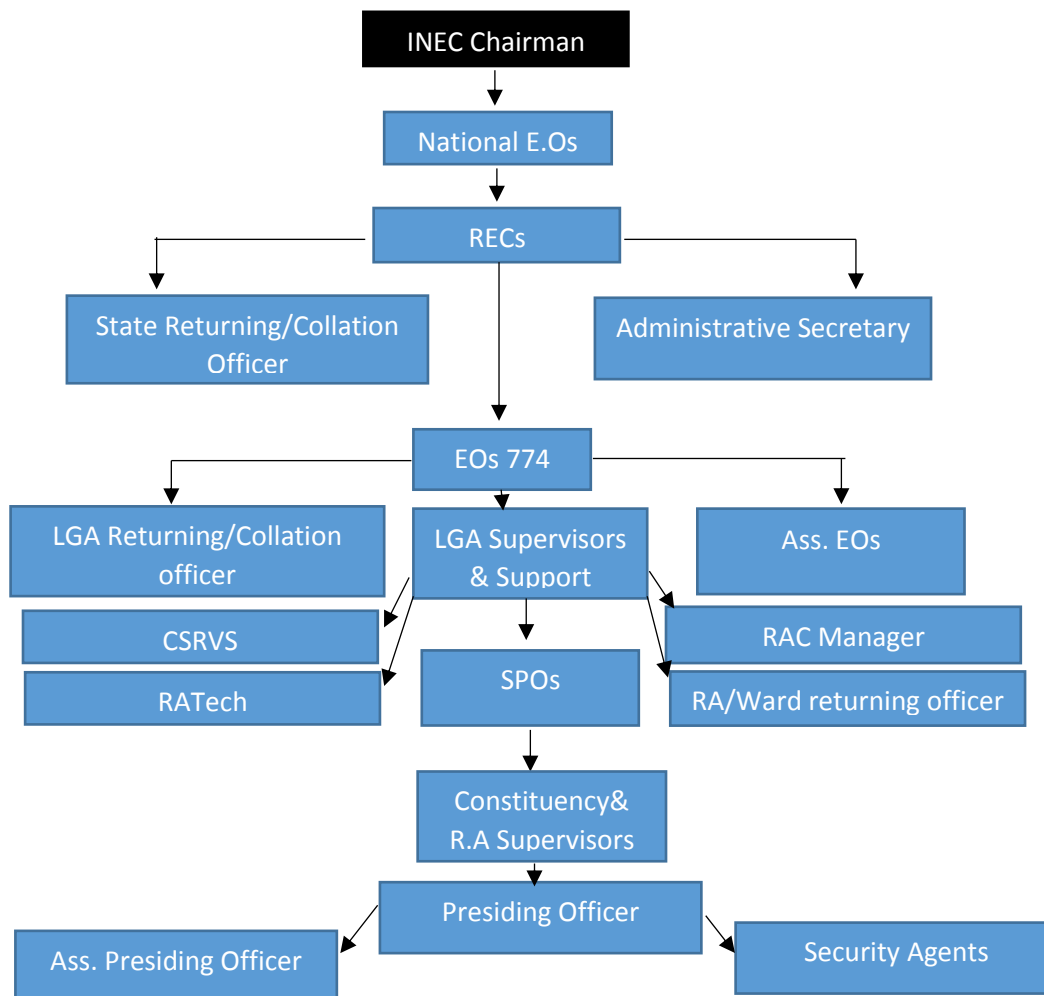 INEC Chairman
National E.Os
RECs
State Returning/Collation
Officer
Administrative Secretary
EOs 774
LGA Returning/Collation
officer
LGA Supervisors
& Support
Ass. EOs
CSRVS
RAC Manager
RATech
SPOs
RA/Ward returning officer
Constituency&
R.A Supervisors
Presiding Officer
Ass. Presiding Officer
Security Agents